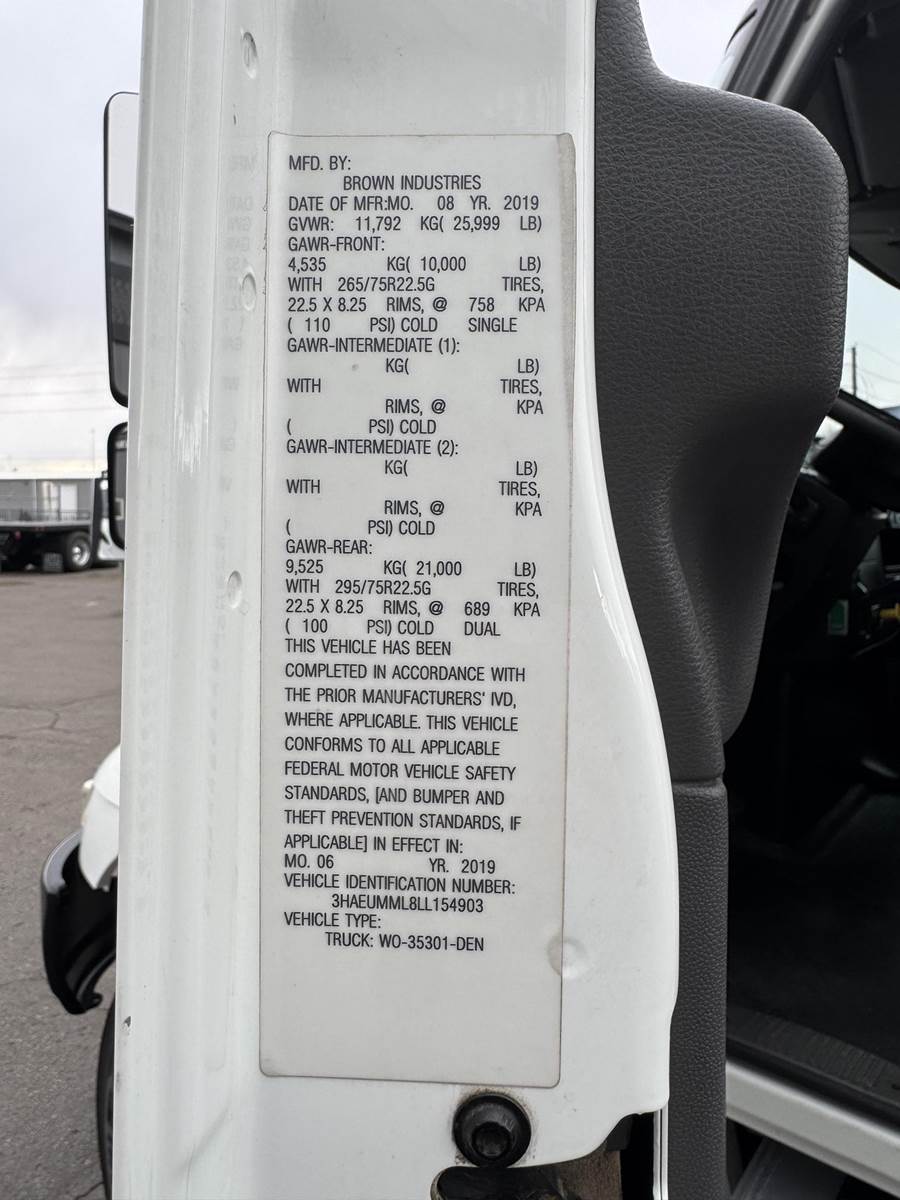 MFD. BY:
BROWN INDUSTRIES
DATE OF MFR:MO. 08 YR. 2019
GVWR: 11,792 KG( 25,999 LB)
GAWR-FRONT:
4,535 KG( 10,000 LB)
WITH 265/75R22.5G TIRES,
22.5 X 8.25 RIMS, @ 758 KPA
( 110 PSI) COLD SINGLE
GAWR-INTERMEDIATE (1):
KG( LB)
WITH TIRES,
RIMS, @ KPA
( PSI) COLD
GAWR-INTERMEDIATE (2):
KG( LB)
WITH TIRES,
RIMS, @ KPA
( PSI) COLD
GAWR-REAR:
9,525 KG( 21,000 LB)
WITH 295/75R22.5G TIRES,
22.5 X 8.25 RIMS, @ 689 KPA
( 100 PSI) COLD DUAL
THIS VEHICLE HAS BEEN
COMPLETED IN ACCORDANCE WITH
THE PRIOR MANUFACTURERS' IVD,
WHERE APPLICABLE. THIS VEHICLE
CONFORMS TO ALL APPLICABLE
FEDERAL MOTOR VEHICLE SAFETY
STANDARDS, [AND BUMPER AND
THEFT PREVENTION STANDARDS, IF
APPLICABLE] IN EFFECT IN:
MO. 06 YR. 2019
VEHICLE IDENTIFICATION NUMBER:
3HAEUMML8LL154903
VEHICLE TYPE:
TRUCK: WO-35301-DEN